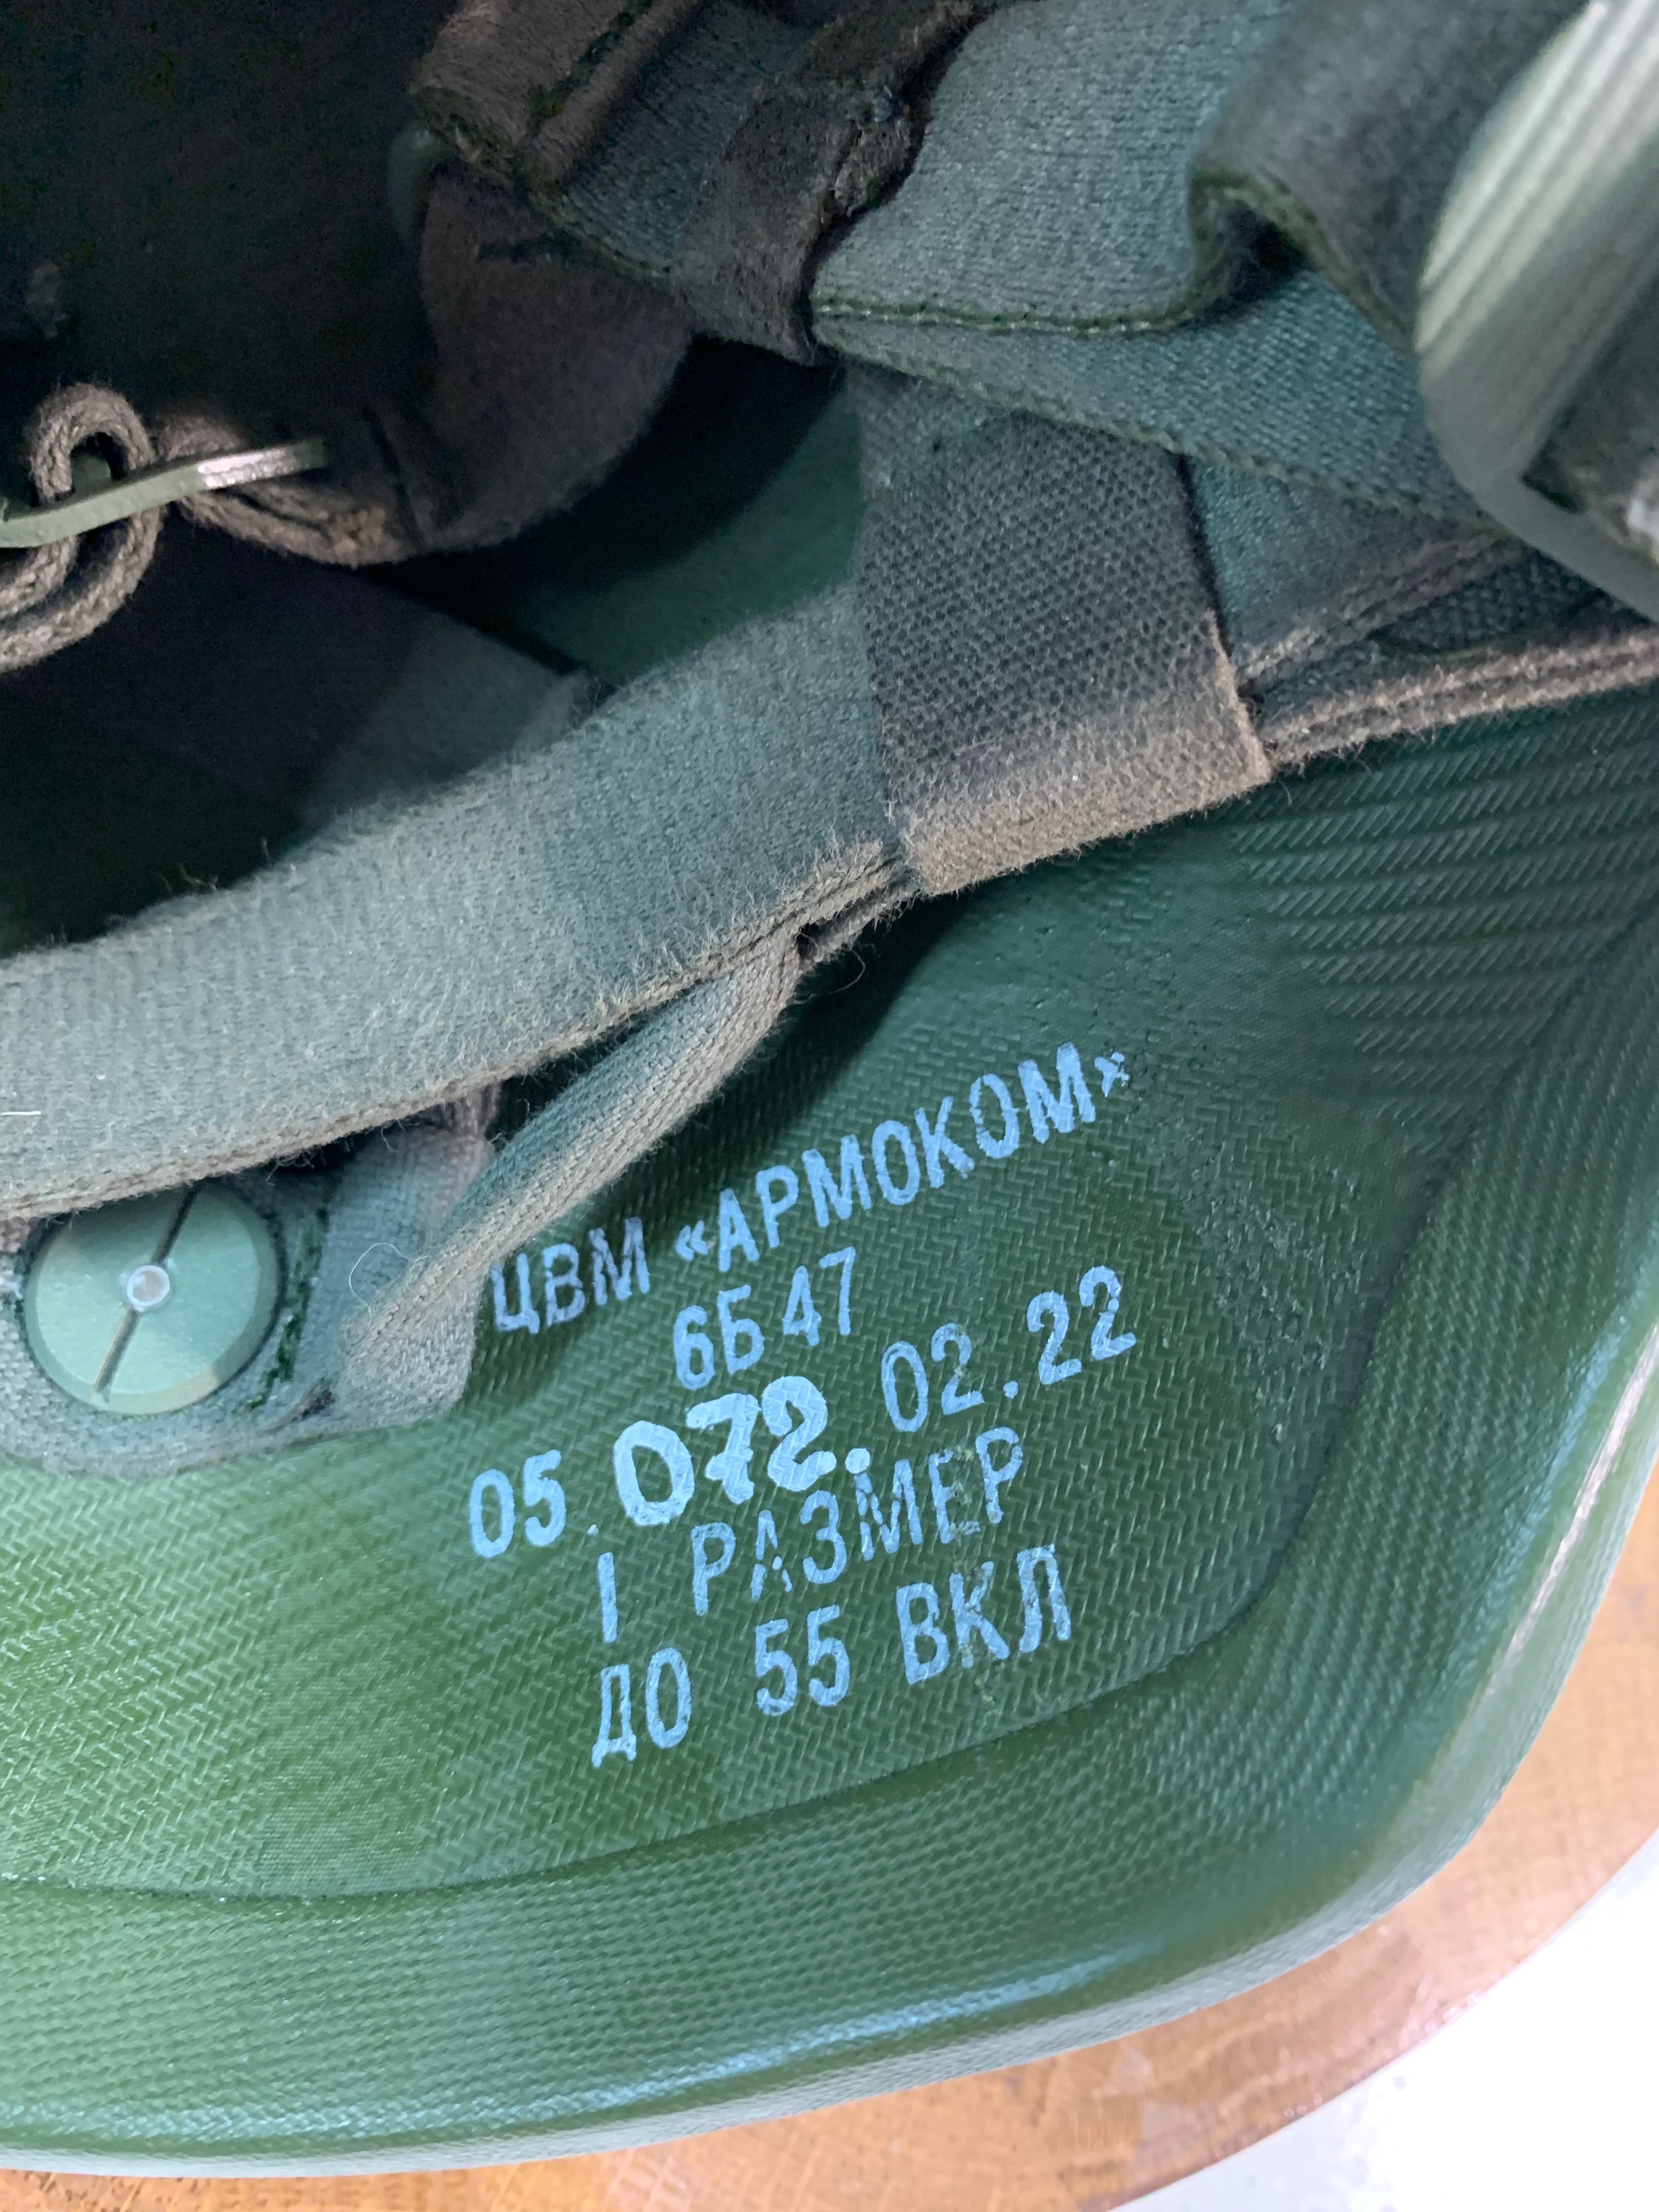 ЦВМ «АРМОКОМ»
6Б47
05.072.02.22
I РАЗМЕР
ДО 55 ВКЛ